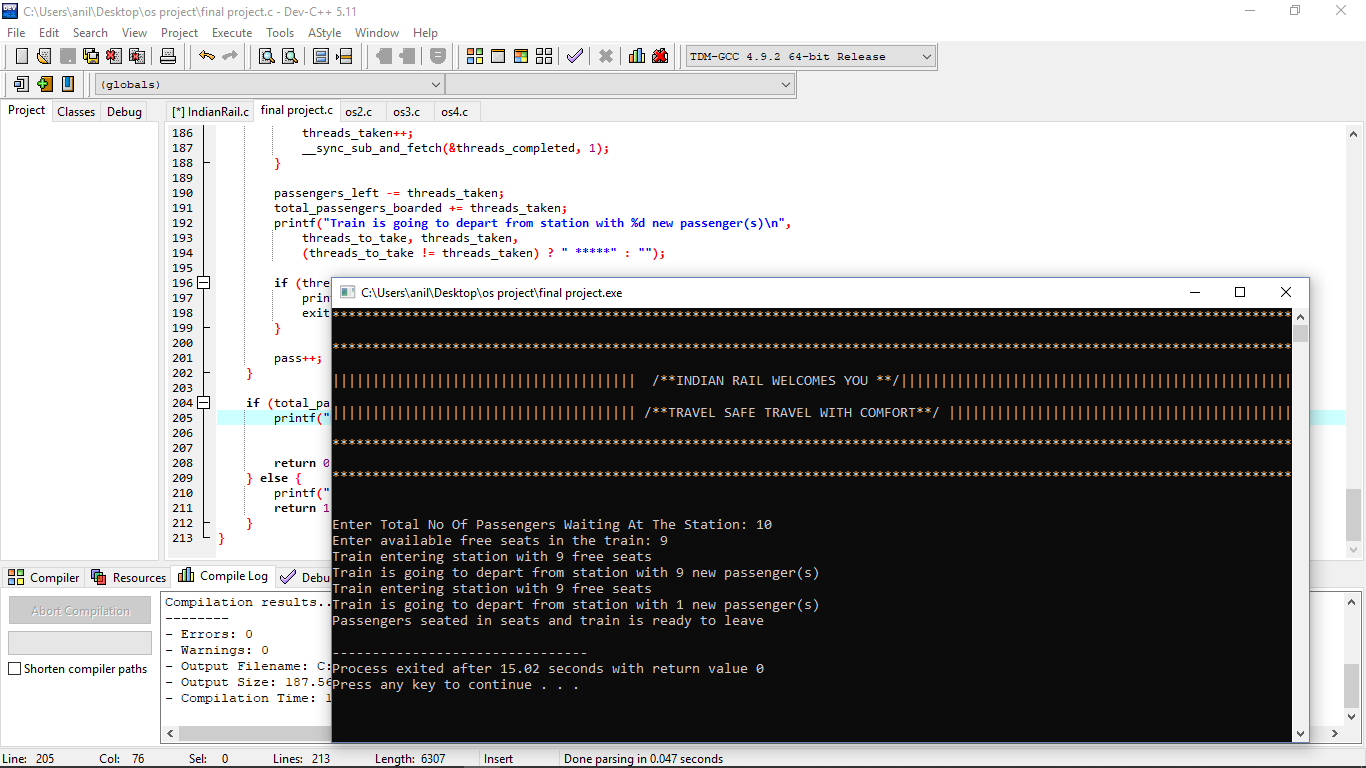 C:\Users\anil\Desktop\os project\final project.c - Dev-C++ 5.11
File Edit Search View Project Execute Tools AStyle Window Help
TDM-GCC 4.9.2 64-bit Release
(globals)
Project Classes Debug [*] IndianRail.c final project.c os2.c os3.c os4.c
186 threads_taken++;
187 __sync_sub_and_fetch(&threads_completed, 1);
188 }
189
190 passengers_left -= threads_taken;
191 total_passengers_boarded += threads_taken;
192 printf("Train is going to depart from station with %d new passenger(s)\n",
193 threads_to_take, threads_taken,
194 (threads_to_take != threads_taken) ? " *****" : "");
195
196 if (thre
197 prin
198 exit
199 }
200
201 pass++;
202 }
203
204 if (total_pa
205 printf("
206
207
208 return 0
209 } else {
210 printf("
211 return 1
212 }
213 }
C:\Users\anil\Desktop\os project\final project.exe
/**INDIAN RAIL WELCOMES YOU **/
/**TRAVEL SAFE TRAVEL WITH COMFORT**/
Enter Total No Of Passengers Waiting At The Station: 10
Enter available free seats in the train: 9
Train entering station with 9 free seats
Train is going to depart from station with 9 new passenger(s)
Train entering station with 9 free seats
Train is going to depart from station with 1 new passenger(s)
Passengers seated in seats and train is ready to leave
--------------------------------
Process exited after 15.02 seconds with return value 0
Press any key to continue . . .
Compiler Resources Compile Log Debu
Abort Compilation
Shorten compiler paths
Compilation results..
--------
- Errors: 0
- Warnings: 0
- Output Filename: C:
- Output Size: 187.56
- Compilation Time: 1
Line: 205 Col: 76 Sel: 0 Lines: 213 Length: 6307 Insert Done parsing in 0.047 seconds